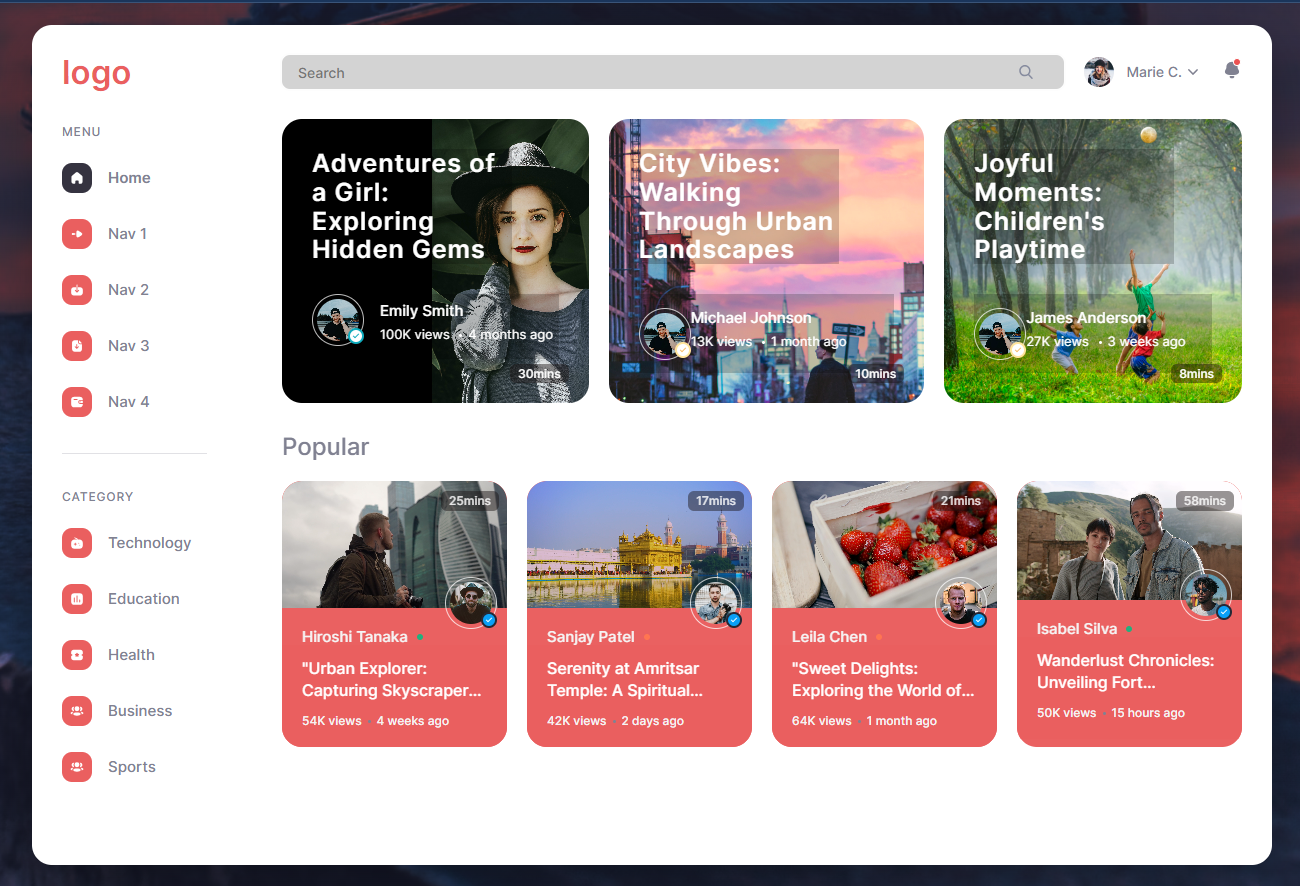 logo
Search
Marie C.
MENU
Home
Nav 1
Nav 2
Nav 3
Nav 4
CATEGORY
Technology
Education
Health
Business
Sports
Adventures of
a Girl:
Exploring
Hidden Gems
Emily Smith
100K views • 4 months ago
30mins
City Vibes:
Walking
Through Urban
Landscapes
Michael Johnson
13K views • 1 month ago
10mins
Joyful
Moments:
Children's
Playtime
James Anderson
27K views • 3 weeks ago
8mins
Popular
25mins
Hiroshi Tanaka
"Urban Explorer:
Capturing Skyscraper...
54K views • 4 weeks ago
17mins
Sanjay Patel
Serenity at Amritsar
Temple: A Spiritual...
42K views • 2 days ago
21mins
Leila Chen
"Sweet Delights:
Exploring the World of...
64K views • 1 month ago
58mins
Isabel Silva
Wanderlust Chronicles:
Unveiling Fort...
50K views • 15 hours ago